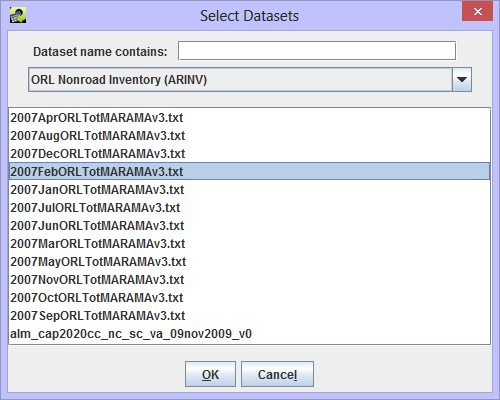 Select Datasets
Dataset name contains:
ORL Nonroad Inventory (ARINV)
2007AprORLTotMARAMAv3.txt
2007AugORLTotMARAMAv3.txt
2007DecORLTotMARAMAv3.txt
2007FebORLTotMARAMAv3.txt
2007JanORLTotMARAMAv3.txt
2007JulORLTotMARAMAv3.txt
2007JunORLTotMARAMAv3.txt
2007MarORLTotMARAMAv3.txt
2007MayORLTotMARAMAv3.txt
2007NovORLTotMARAMAv3.txt
2007OctORLTotMARAMAv3.txt
2007SepORLTotMARAMAv3.txt
alm_cap2020cc_nc_sc_va_09nov2009_v0
OK Cancel